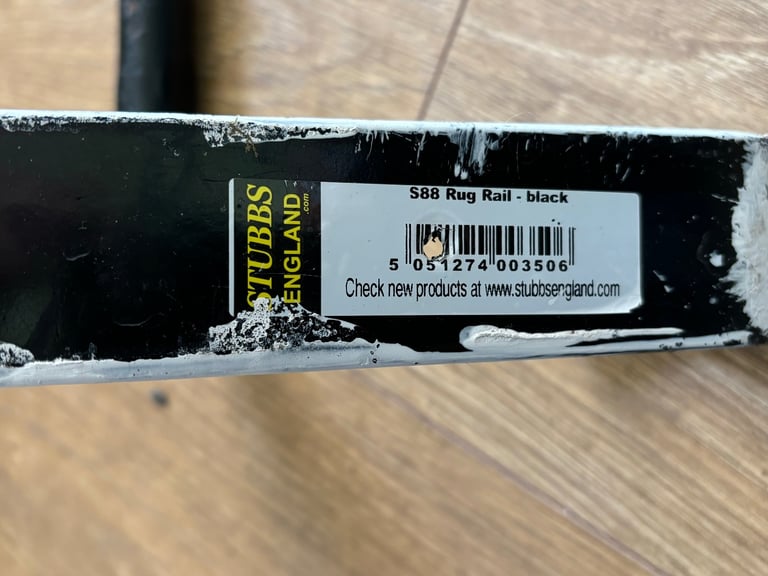 STUBBS
ENGLAND.com
S88 Rug Rail - black
5 051274 003506
Check new products at www.stubbsengland.com